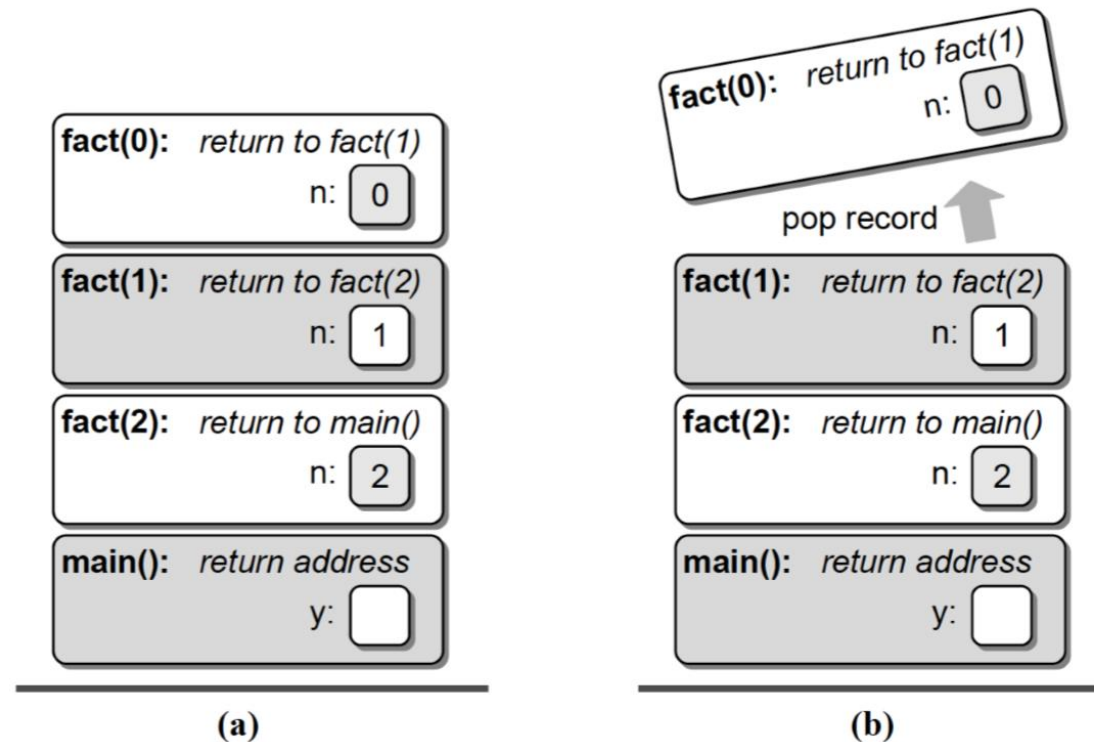 fact(0): return to fact(1)
n: 0
fact(1): return to fact(2)
n: 1
fact(2): return to main()
n: 2
main(): return address
y:
(a)
fact(0): return to fact(1)
n: 0
pop record
fact(1): return to fact(2)
n: 1
fact(2): return to main()
n: 2
main(): return address
y:
(b)